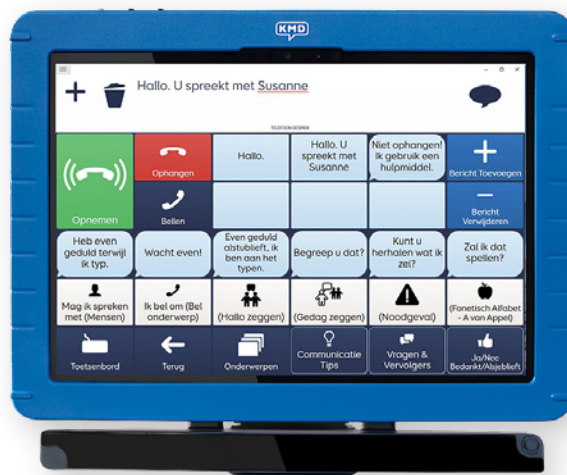 KMD
Hallo. U spreekt met Susanne
TELEFOONGESPREK
Opnemen
Ophangen
Hallo.
Hallo. U
spreekt met
Susanne
Niet ophangen!
Ik gebruik een
hulpmiddel.
Bericht Toevoegen
Bellen
Bericht
Verwijderen
Heb even
geduld terwijl
ik typ.
Wacht even!
Even geduld
alstublieft, ik
ben aan het
typen.
Begreep u dat?
Kunt u
herhalen wat ik
zei?
Zal ik dat
spellen?
Mag ik spreken
met (Mensen)
Ik bel om (Bel
onderwerp)
(Hallo zeggen)
(Gedag zeggen)
(Noodgeval)
(Fonetisch Alfabet
- A van Appel)
Toetsenbord
Terug
Onderwerpen
Communicatie
Tips
Vragen &
Vervolgers
Ja/Nee
Bedankt/Alsjeblieft